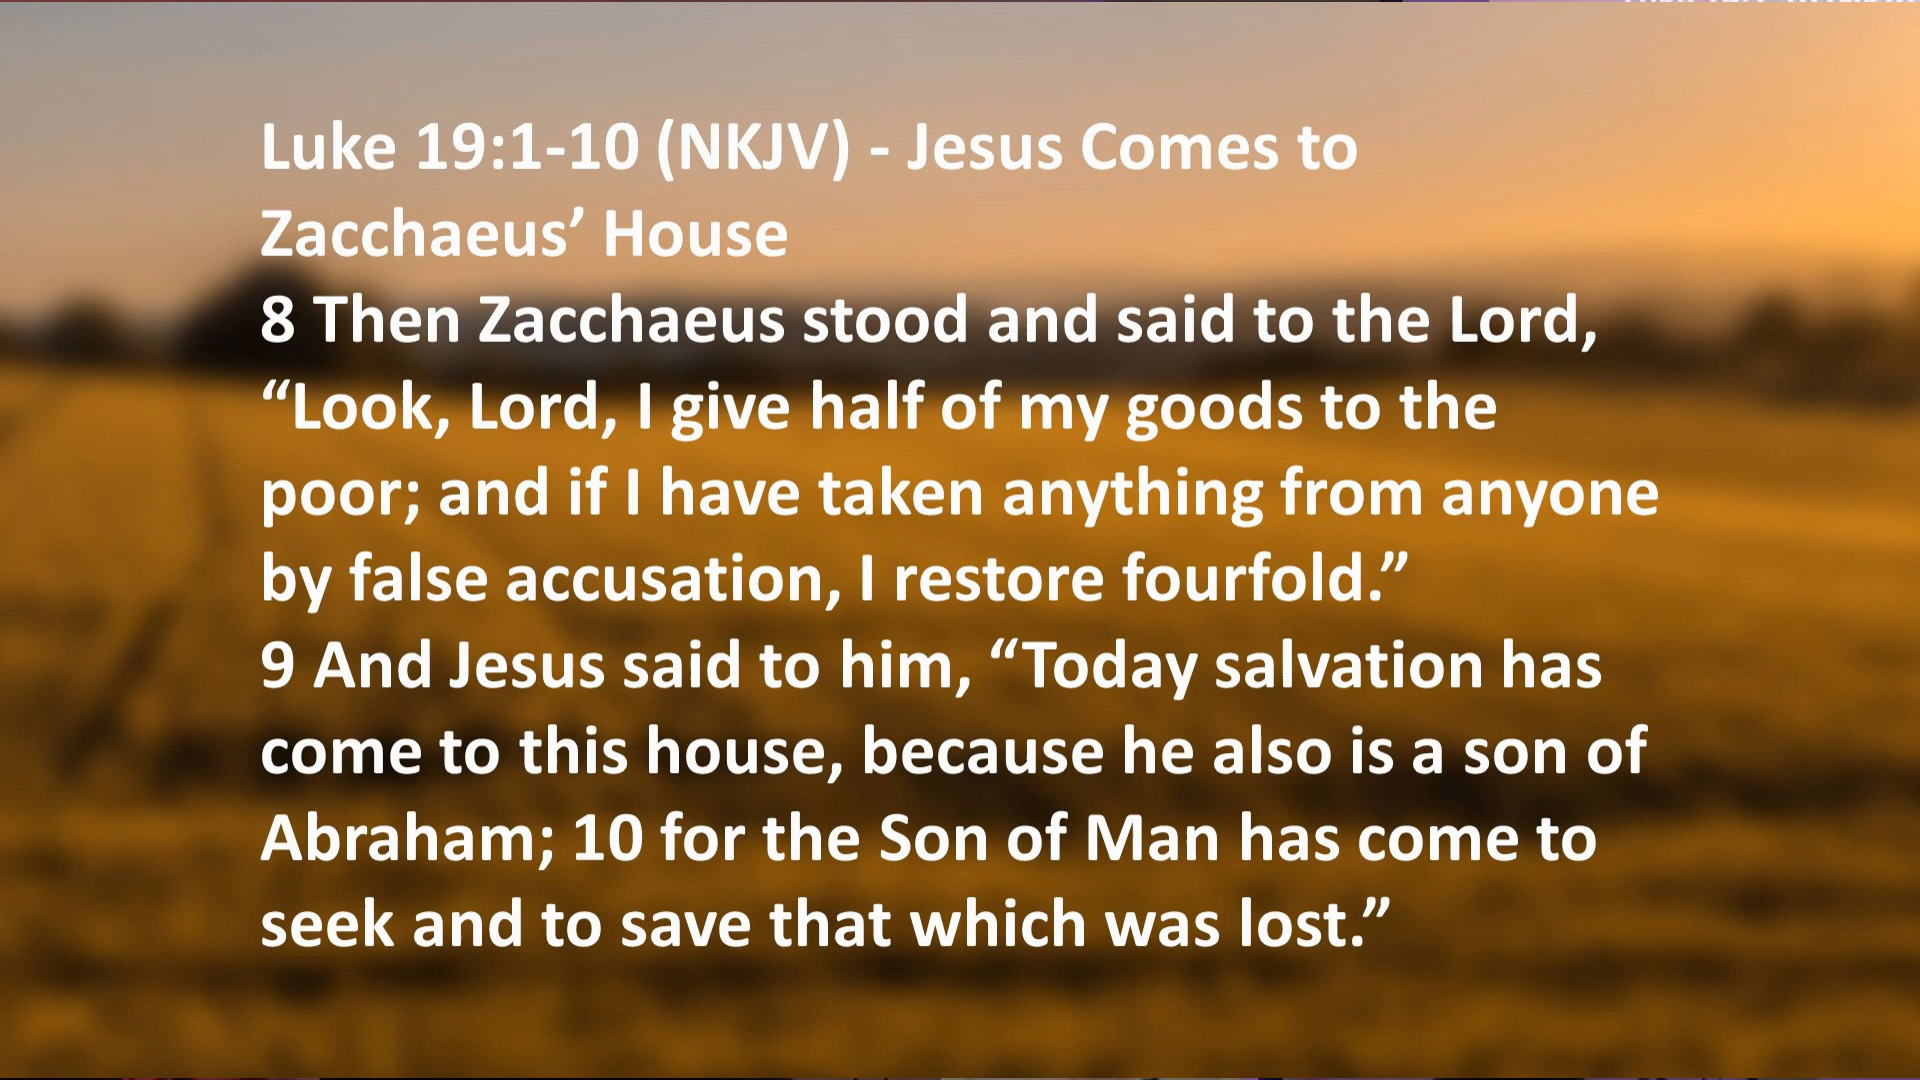 Luke 19:1-10 (NKJV) - Jesus Comes to
Zacchaeus’ House
8 Then Zacchaeus stood and said to the Lord,
“Look, Lord, I give half of my goods to the
poor; and if I have taken anything from anyone
by false accusation, I restore fourfold.”
9 And Jesus said to him, “Today salvation has
come to this house, because he also is a son of
Abraham; 10 for the Son of Man has come to
seek and to save that which was lost.”